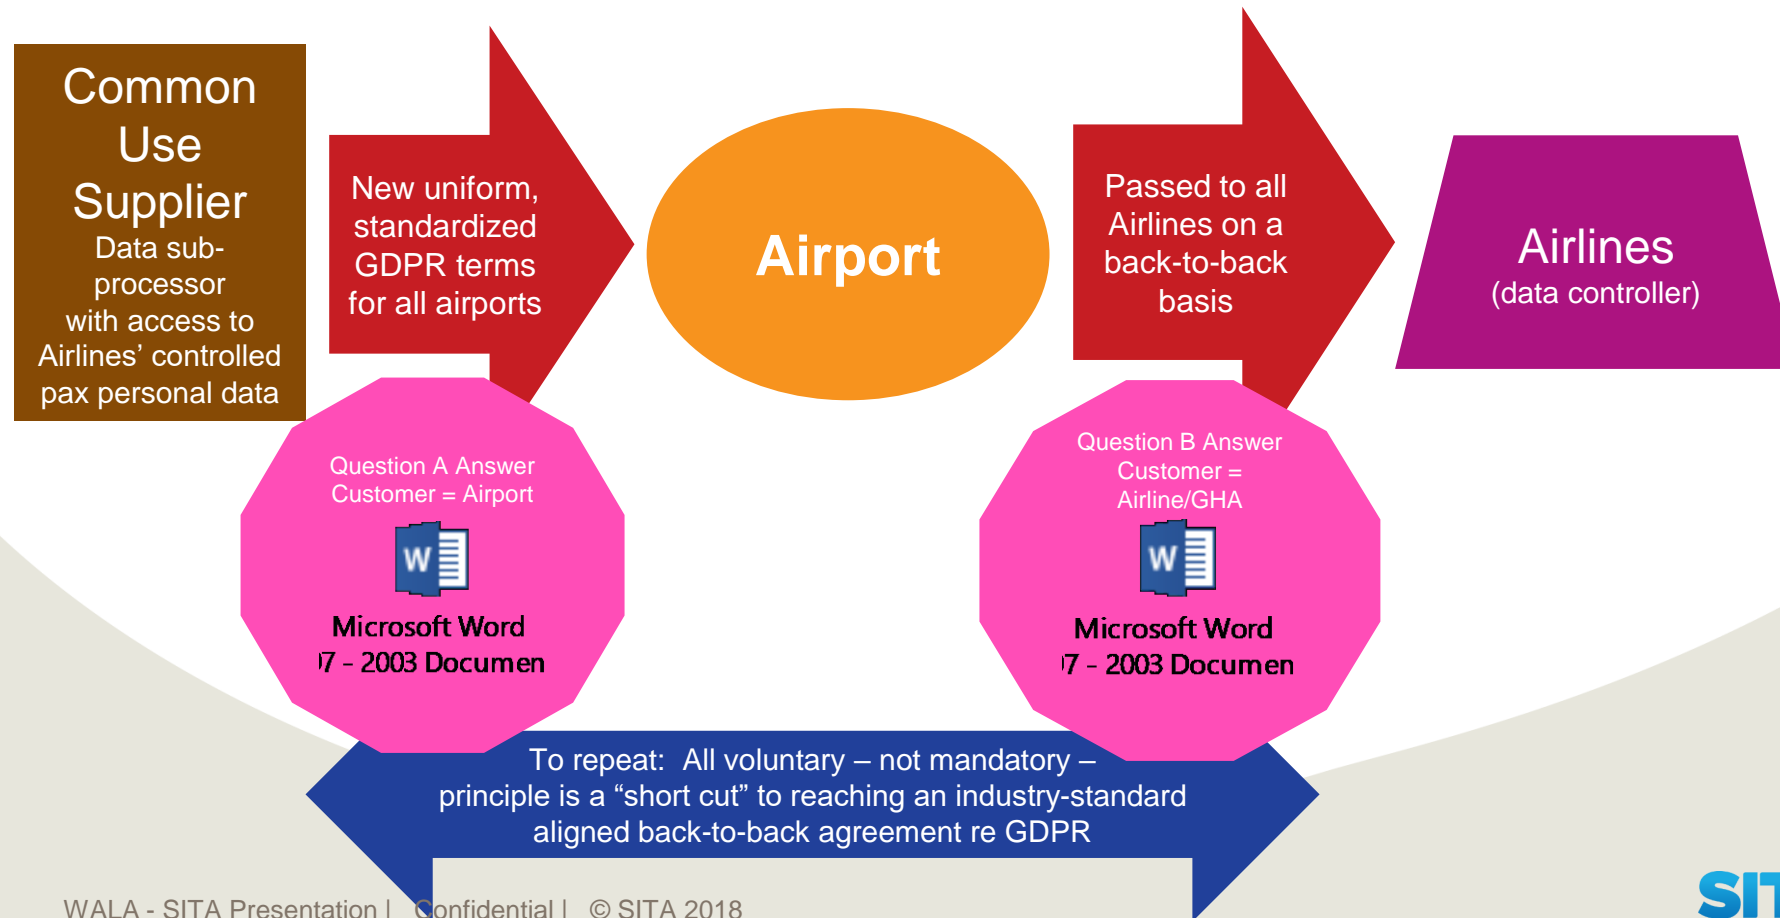 Common
Use
Supplier
Data sub-
processor
with access to
Airlines’ controlled
pax personal data
New uniform,
standardized
GDPR terms
for all airports
Airport
Passed to all
Airlines on a
back-to-back
basis
Airlines
(data controller)
Question A Answer
Customer = Airport
W
Microsoft Word
7 - 2003 Documen
Question B Answer
Customer =
Airline/GHA
W
Microsoft Word
7 - 2003 Documen
To repeat:  All voluntary – not mandatory –
principle is a “short cut” to reaching an industry-standard
aligned back-to-back agreement re GDPR
WALA - SITA Presentation |   Confidential |   © SITA 2018
SIT